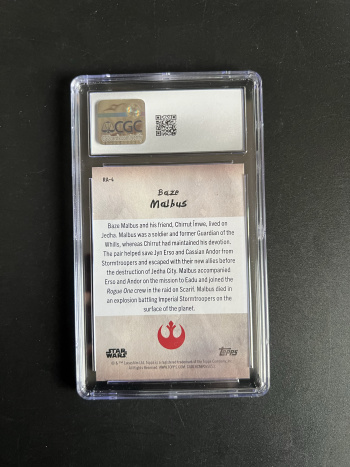 CGC
RA-4
Baze
Malbus
Baze Malbus and his friend, Chirrut Îmwe, lived on
Jedha. Malbus was a soldier and former Guardian of the
Whills, whereas Chirrut had maintained his devotion.
The pair helped save Jyn Erso and Cassian Andor from
Stormtroopers and escaped with their new allies before
the destruction of Jedha City. Malbus accompanied
Erso and Andor on the mission to Eadu and joined the
Rogue One crew in the raid on Scarif. Malbus died in
an explosion battling Imperial Stormtroopers on the
surface of the planet.
STAR
WARS
Topps
All Rights Reserved.